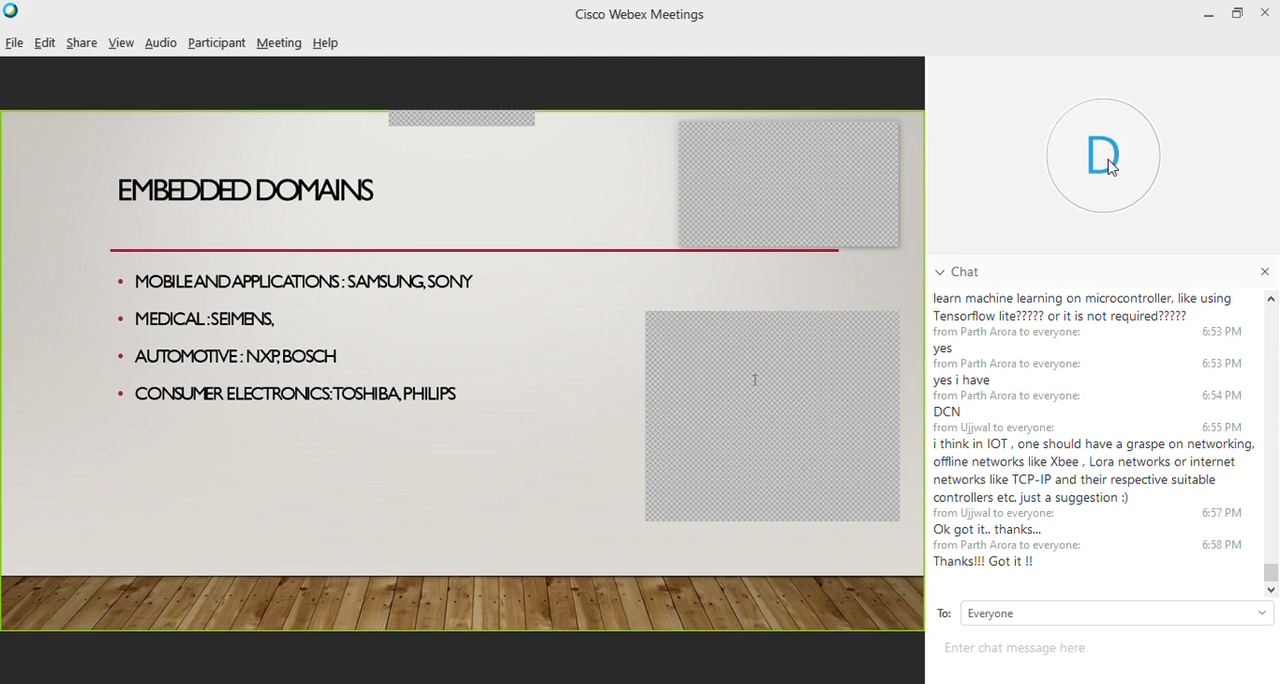 Cisco Webex Meetings
File Edit Share View Audio Participant Meeting Help
EMBEDDED DOMAINS
• MOBILE AND APPLICATIONS : SAMSUNG, SONY
• MEDICAL : SEIMENS,
• AUTOMOTIVE : NXP, BOSCH
• CONSUMER ELECTRONICS: TOSHIBA, PHILIPS
D
Chat
learn machine learning on microcontroller, like using
Tensorflow lite????? or it is not required?????
from Parth Arora to everyone: 6:53 PM
yes
from Parth Arora to everyone: 6:53 PM
yes i have
from Parth Arora to everyone: 6:54 PM
DCN
from Ujjwal to everyone: 6:55 PM
i think in IOT , one should have a graspe on networking,
offline networks like Xbee , Lora networks or internet
networks like TCP-IP and their respective suitable
controllers etc. just a suggestion :)
from Ujjwal to everyone: 6:57 PM
Ok got it.. thanks...
from Parth Arora to everyone: 6:58 PM
Thanks!!! Got it !!
To: Everyone
Enter chat message here